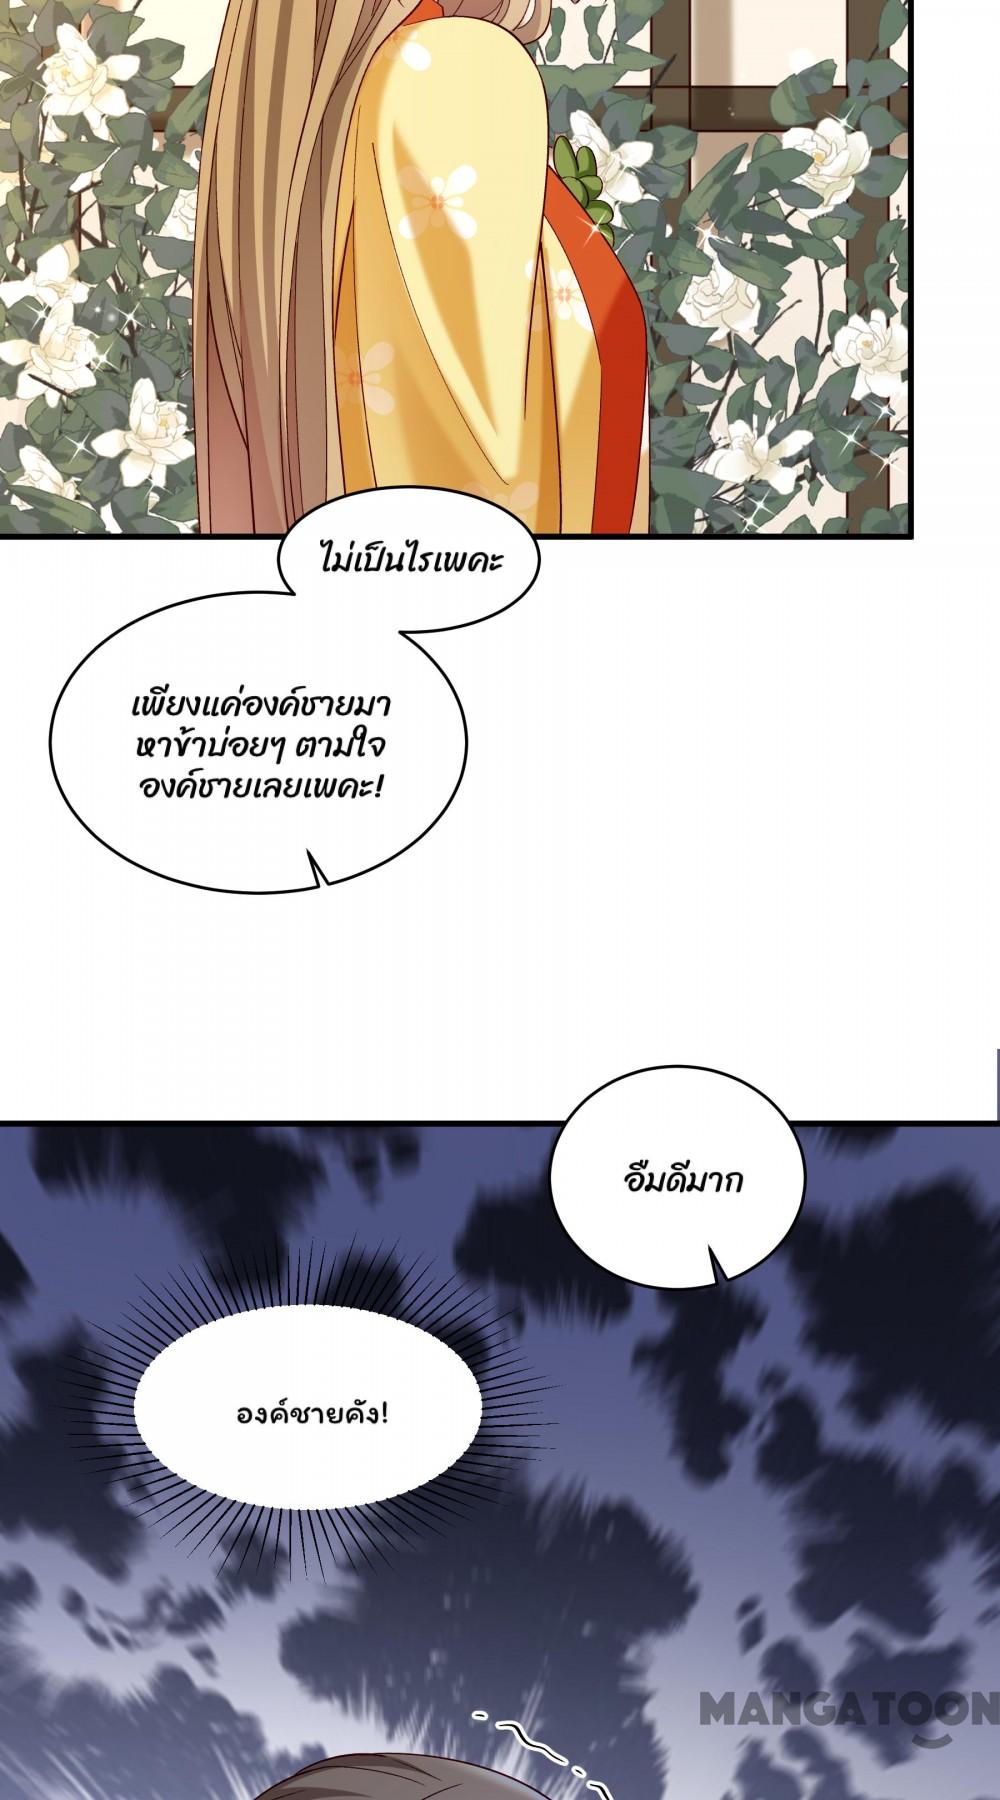 ไม่เป็นไรเพคะ
เพียงแค่องค์ชายมา
หาข้าบ่อยๆ ตามใจ
องค์ชายเลยเพคะ!
อืมดีมาก
องค์ชายคัง!
MANGATOON